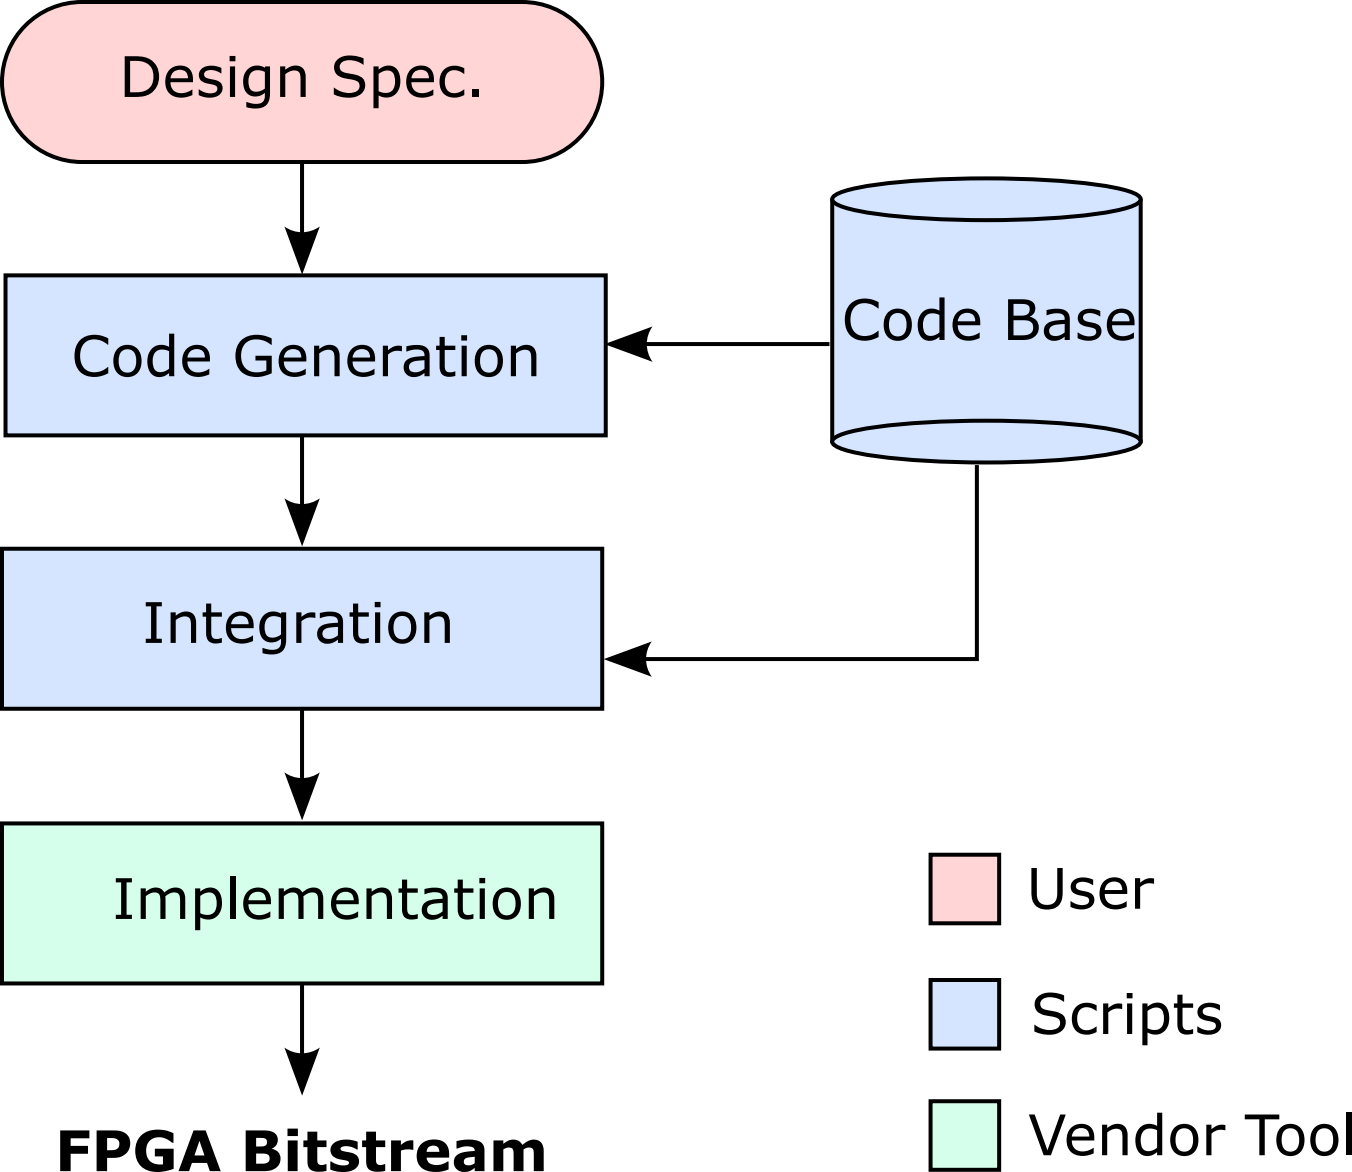 Design Spec.
Code Generation
Code Base
Integration
Implementation
FPGA Bitstream
User
Scripts
Vendor Tool